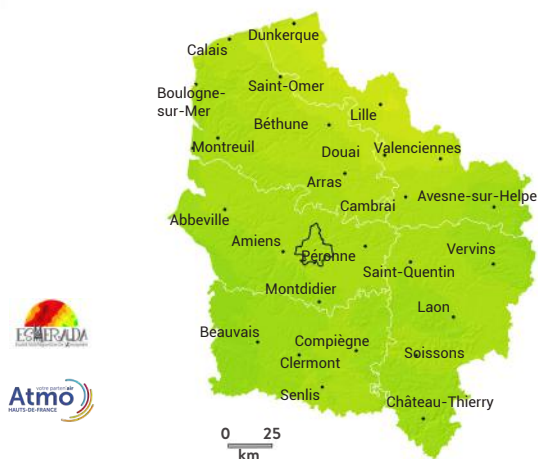 Dunkerque
Calais
Saint-Omer
Boulogne-
sur-Mer
Lille
Béthune
Montreuil
Douai
Valenciennes
Arras
Cambrai
Avesne-sur-Helpe
Abbeville
Amiens
Péronne
Vervins
Saint-Quentin
Montdidier
Laon
Beauvais
Compiègne
Clermont
Soissons
Senlis
Château-Thierry
ESMERALDA
votre parten'air
Atmo
HAUTS-DE-FRANCE
0 25
km